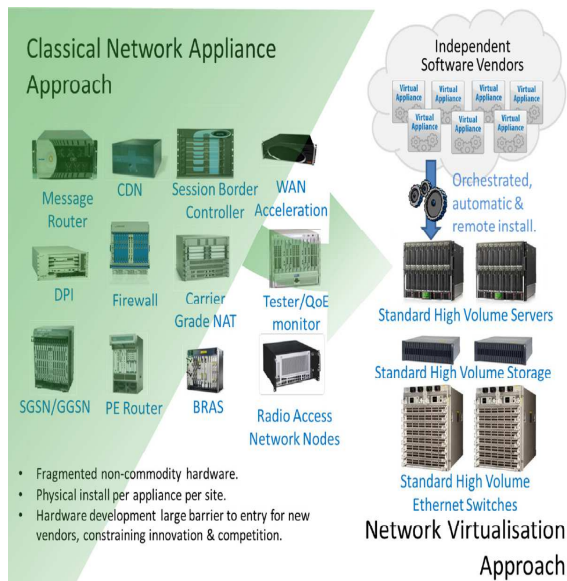 Classical Network Appliance
Approach
Message
Router
CDN
Session Border
Controller
WAN
Acceleration
DPI
Firewall
Carrier
Grade NAT
Tester/QoE
monitor
SGSN/GGSN
PE Router
BRAS
Radio Access
Network Nodes
• Fragmented non-commodity hardware.
• Physical install per appliance per site.
• Hardware development large barrier to entry for new
vendors, constraining innovation & competition.
Independent
Software Vendors
Virtual
Appliance
Virtual
Appliance
Virtual
Appliance
Virtual
Appliance
Virtual
Appliance
Virtual
Appliance
Virtual
Appliance
Orchestrated,
automatic &
remote install.
Standard High Volume Servers
Standard High Volume Storage
Standard High Volume
Ethernet Switches
Network Virtualisation
Approach